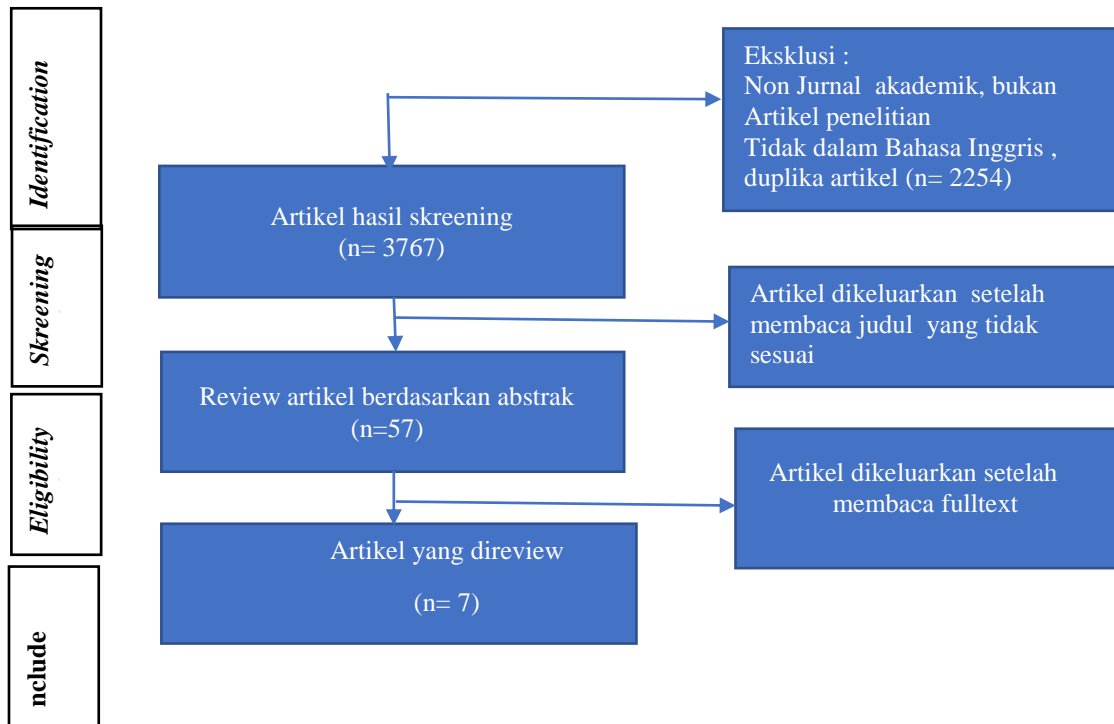 Identification
Eksklusi :
Non Jurnal akademik, bukan
Artikel penelitian
Tidak dalam Bahasa Inggris ,
duplika artikel (n= 2254)
Artikel hasil skreening
(n= 3767)
Skreening
Artikel dikeluarkan setelah
membaca judul yang tidak
sesuai
Review artikel berdasarkan abstrak
(n=57)
Eligibility
Artikel dikeluarkan setelah
membaca fulltext
Artikel yang direview
(n= 7)
nclude